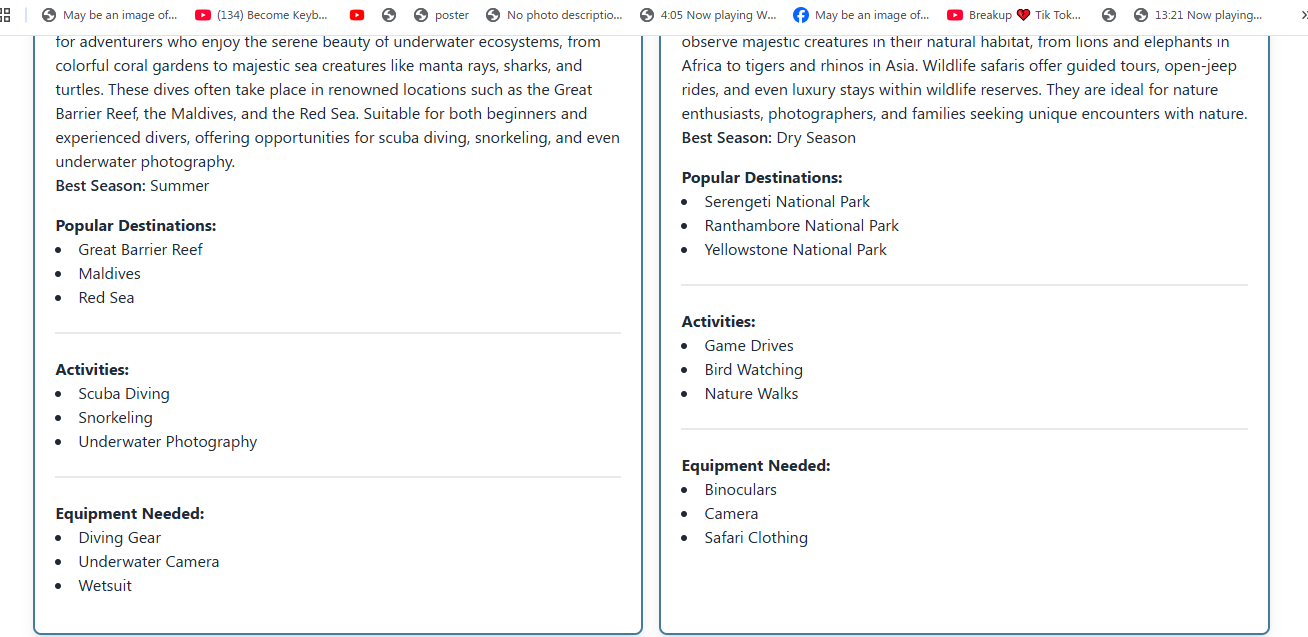 May be an image of...
(134) Become Keyb...
poster
No photo descriptio...
4:05 Now playing W...
May be an image of...
Breakup Tik Tok...
13:21 Now playing...
for adventurers who enjoy the serene beauty of underwater ecosystems, from
colorful coral gardens to majestic sea creatures like manta rays, sharks, and
turtles. These dives often take place in renowned locations such as the Great
Barrier Reef, the Maldives, and the Red Sea. Suitable for both beginners and
experienced divers, offering opportunities for scuba diving, snorkeling, and even
underwater photography.
Best Season: Summer
Popular Destinations:
Great Barrier Reef
Maldives
Red Sea
Activities:
Scuba Diving
Snorkeling
Underwater Photography
Equipment Needed:
Diving Gear
Underwater Camera
Wetsuit
observe majestic creatures in their natural habitat, from lions and elephants in
Africa to tigers and rhinos in Asia. Wildlife safaris offer guided tours, open-jeep
rides, and even luxury stays within wildlife reserves. They are ideal for nature
enthusiasts, photographers, and families seeking unique encounters with nature.
Best Season: Dry Season
Popular Destinations:
Serengeti National Park
Ranthambore National Park
Yellowstone National Park
Activities:
Game Drives
Bird Watching
Nature Walks
Equipment Needed:
Binoculars
Camera
Safari Clothing